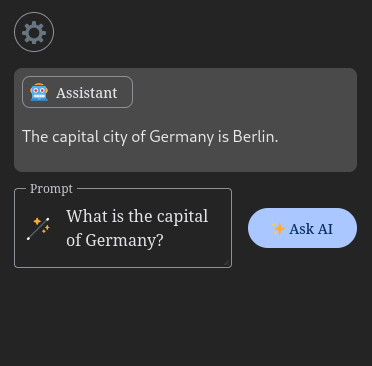 Assistant
The capital city of Germany is Berlin.
Prompt
What is the capital
of Germany?
Ask AI